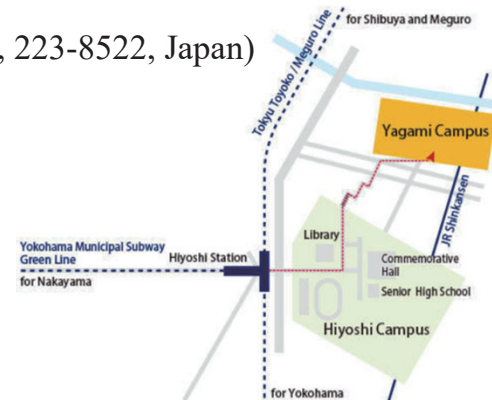 for Shibuya and Meguro
, 223-8522, Japan)
Tokyu Toyoko / Meguro Line
Yagami Campus
JR Shinkansen
Library
Yokohama Municipal Subway
Green Line
Hiyoshi Station
for Nakayama
Commemorative
Hall
Senior High School
Hiyoshi Campus
for Yokohama